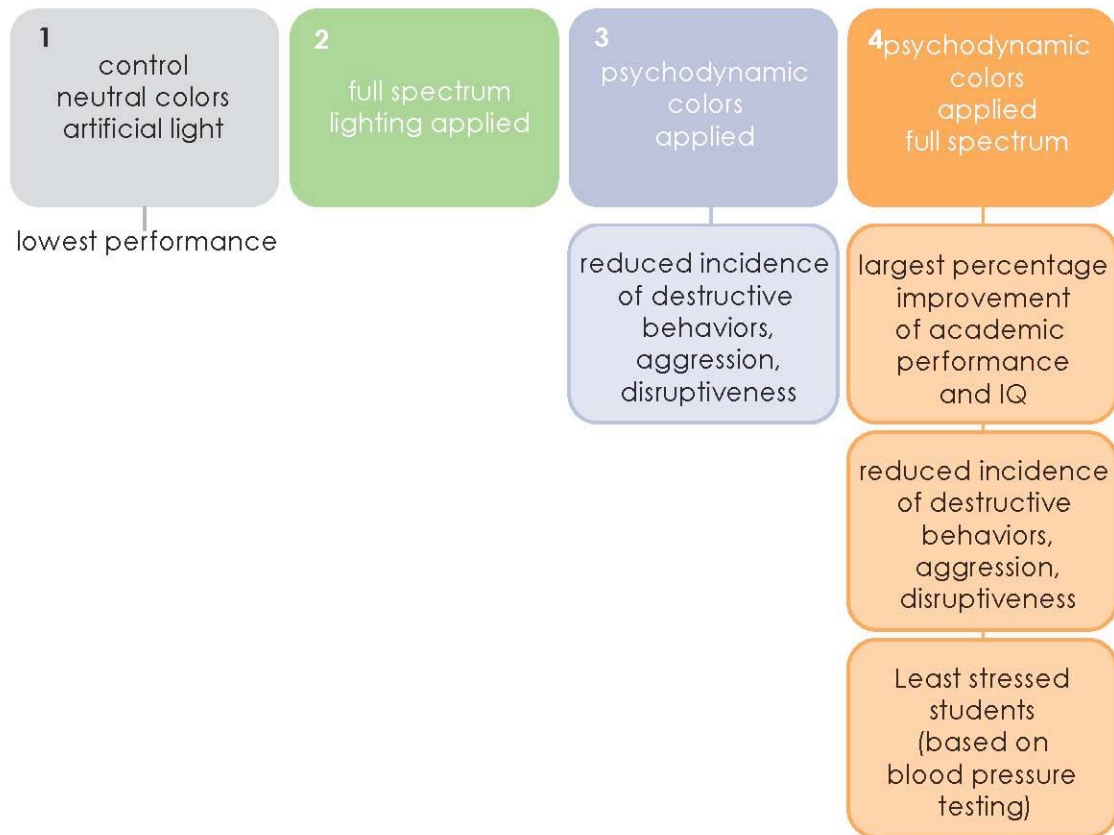 1
control
neutral colors
artificial light
lowest performance
2
full spectrum
lighting applied
3
psychodynamic
colors
applied
reduced incidence
of destructive
behaviors,
aggression,
disruptiveness
4
psychodynamic
colors
applied
full spectrum
largest percentage
improvement
of academic
performance
and IQ
reduced incidence
of destructive
behaviors,
aggression,
disruptiveness
Least stressed
students
(based on
blood pressure
testing)